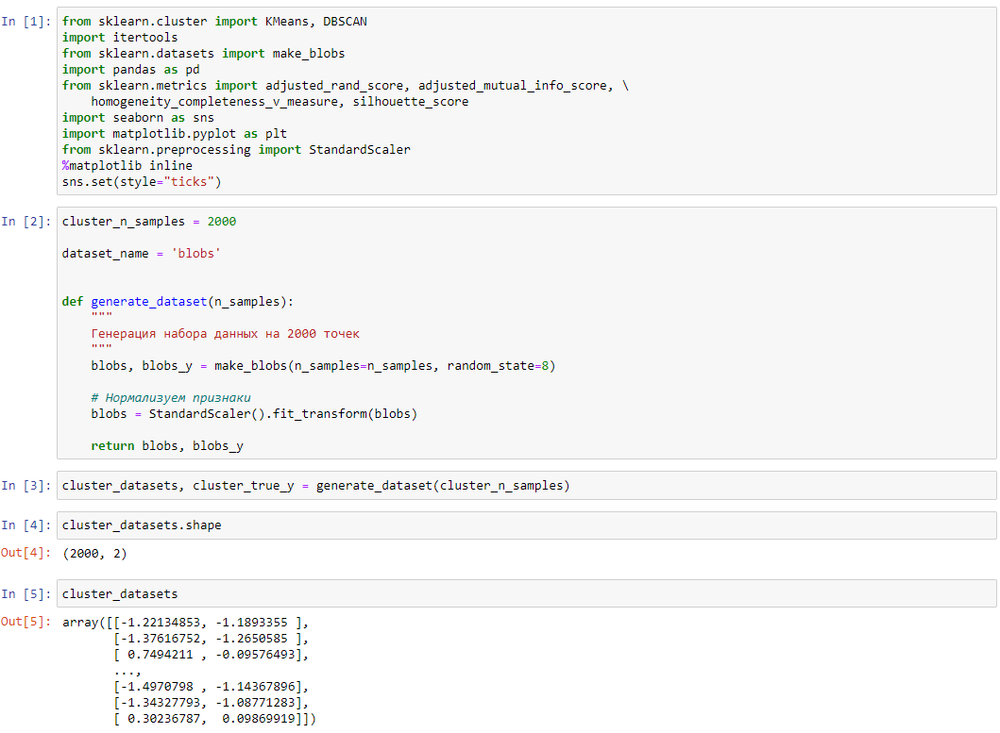 In [1]: from sklearn.cluster import KMeans, DBSCAN
import itertools
from sklearn.datasets import make_blobs
import pandas as pd
from sklearn.metrics import adjusted_rand_score, adjusted_mutual_info_score, \
    homogeneity_completeness_v_measure, silhouette_score
import seaborn as sns
import matplotlib.pyplot as plt
from sklearn.preprocessing import StandardScaler
%matplotlib inline
sns.set(style="ticks")
In [2]: cluster_n_samples = 2000
dataset_name = 'blobs'
def generate_dataset(n_samples):
    """
    Генерация набора данных на 2000 точек
    """
    blobs, blobs_y = make_blobs(n_samples=n_samples, random_state=8)
    # Нормализуем признаки
    blobs = StandardScaler().fit_transform(blobs)
    return blobs, blobs_y
In [3]: cluster_datasets, cluster_true_y = generate_dataset(cluster_n_samples)
In [4]: cluster_datasets.shape
Out[4]: (2000, 2)
In [5]: cluster_datasets
Out[5]: array([[-1.22134853, -1.1893355 ],
       [-1.37616752, -1.2650585 ],
       [ 0.7494211 , -0.09576493],
       ...,
       [-1.4970798 , -1.14367896],
       [-1.34327793, -1.08771283],
       [ 0.30236787,  0.09869919]])